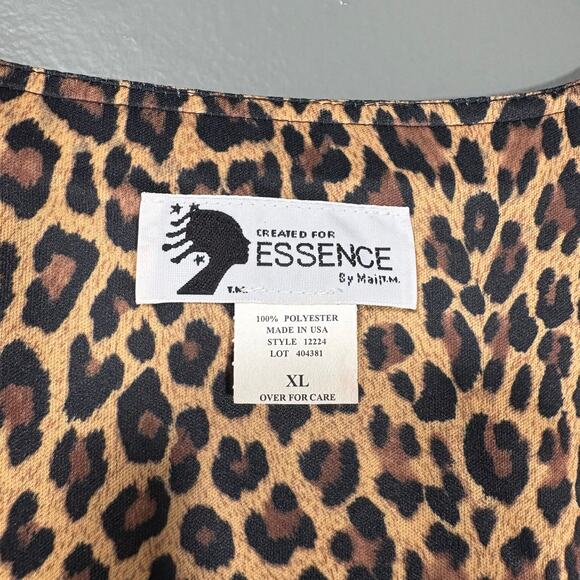 CREATED FOR
ESSENCE
By Mail T.M.
T.M.
100% POLYESTER
MADE IN USA
STYLE 12224
LOT 404381
XL
OVER FOR CARE